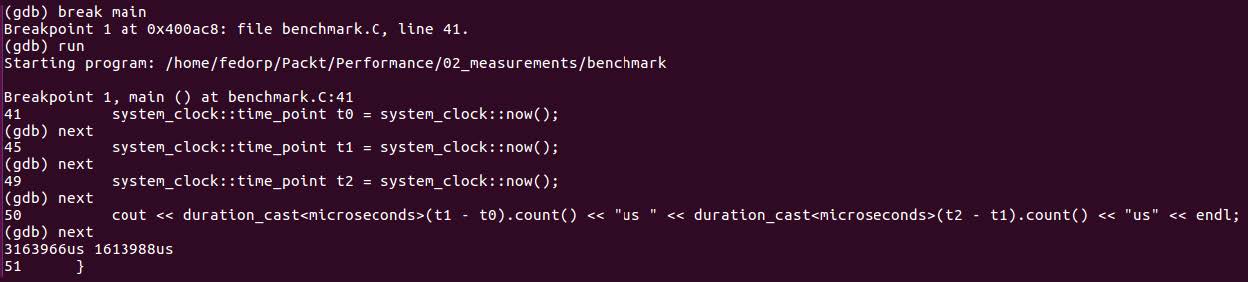 (gdb) break main
Breakpoint 1 at 0x400ac8: file benchmark.C, line 41.
(gdb) run
Starting program: /home/fedorp/Packt/Performance/02_measurements/benchmark
Breakpoint 1, main () at benchmark.C:41
41          system_clock::time_point t0 = system_clock::now();
(gdb) next
45          system_clock::time_point t1 = system_clock::now();
(gdb) next
49          system_clock::time_point t2 = system_clock::now();
(gdb) next
50          cout << duration_cast<microseconds>(t1 - t0).count() << "us " << duration_cast<microseconds>(t2 - t1).count() << "us" << endl;
(gdb) next
3163966us 1613988us
51      }